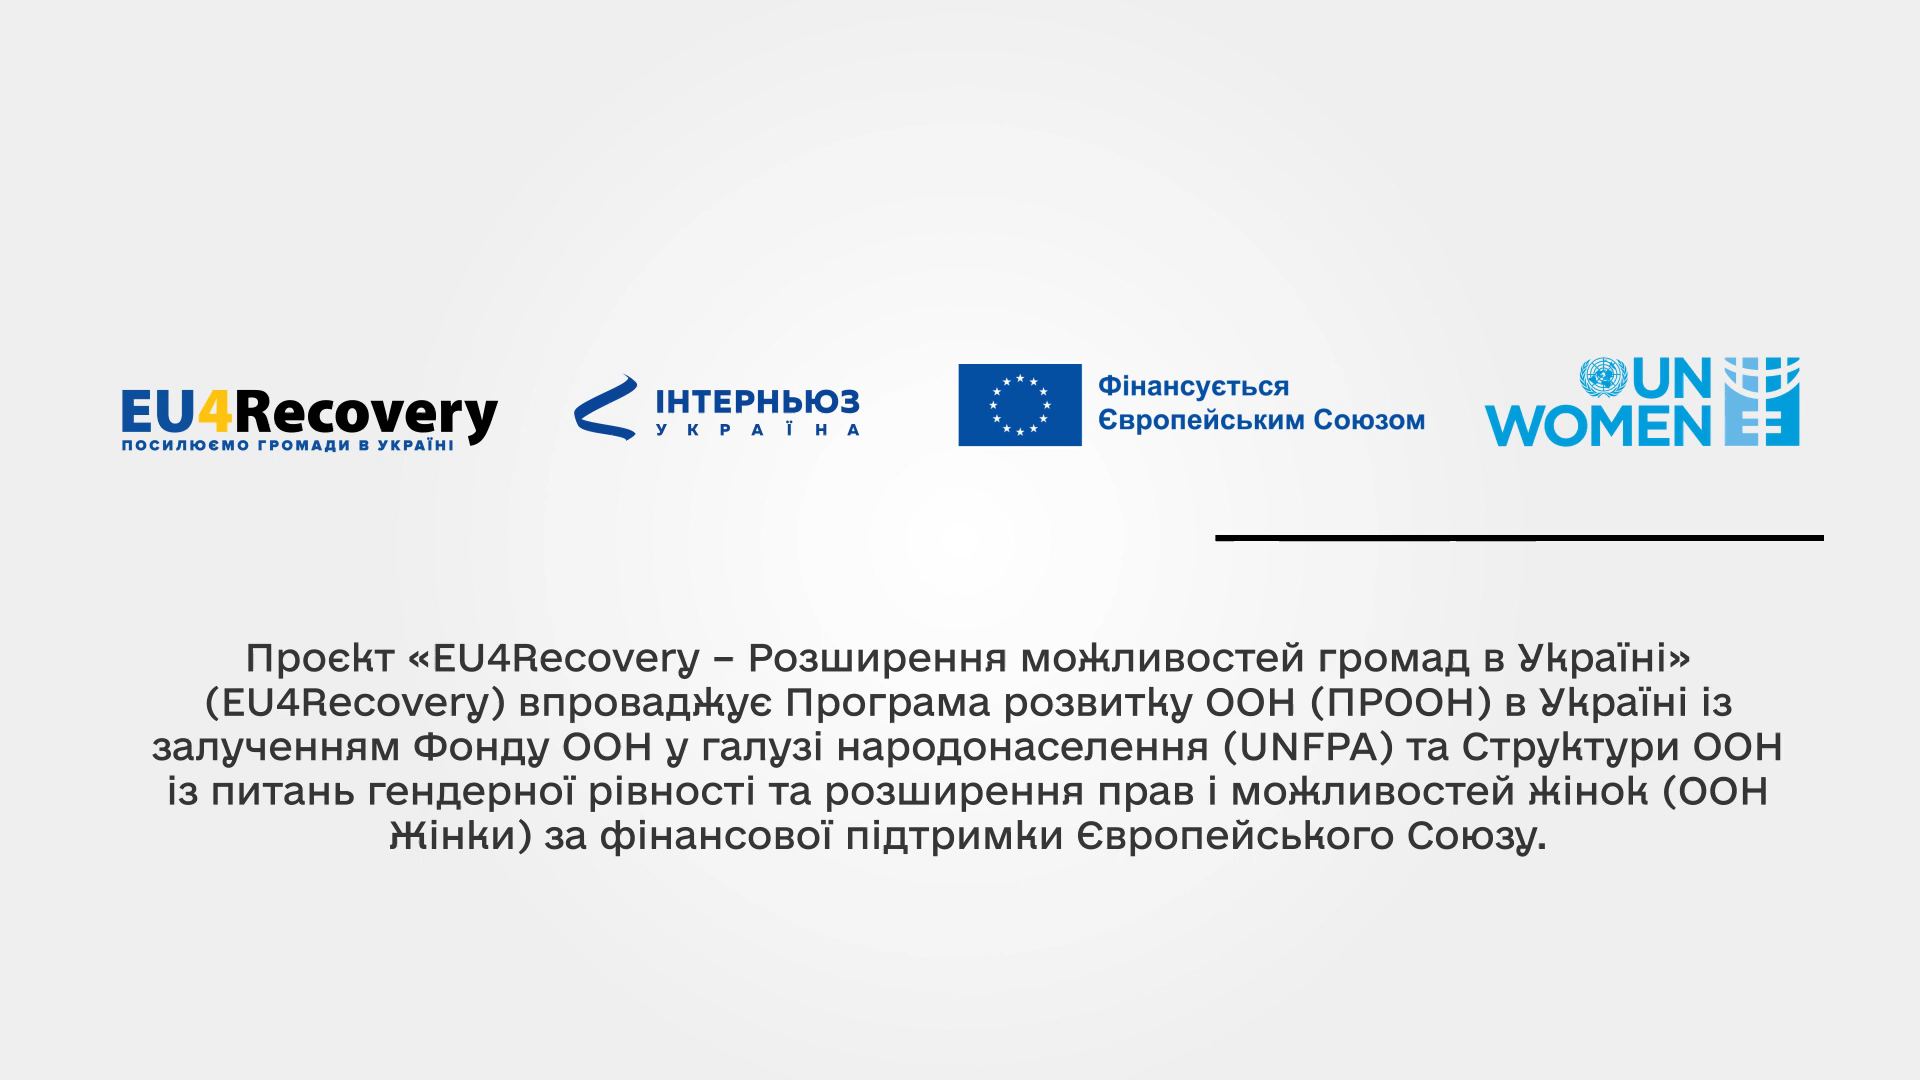 EU4Recovery
ПОСИЛЮЄМО ГРОМАДИ В УКРАЇНІ
ІНТЕРНЬЮЗ
УКРАЇНА
Фінансується
Європейським Союзом
UN
WOMEN
Проєкт «EU4Recovery – Розширення можливостей громад в Україні»
(EU4Recovery) впроваджує Програма розвитку ООН (ПРООН) в Україні із
залученням Фонду ООН у галузі народонаселення (UNFPA) та Структури ООН
із питань гендерної рівності та розширення прав і можливостей жінок (ООН
Жінки) за фінансової підтримки Європейського Союзу.